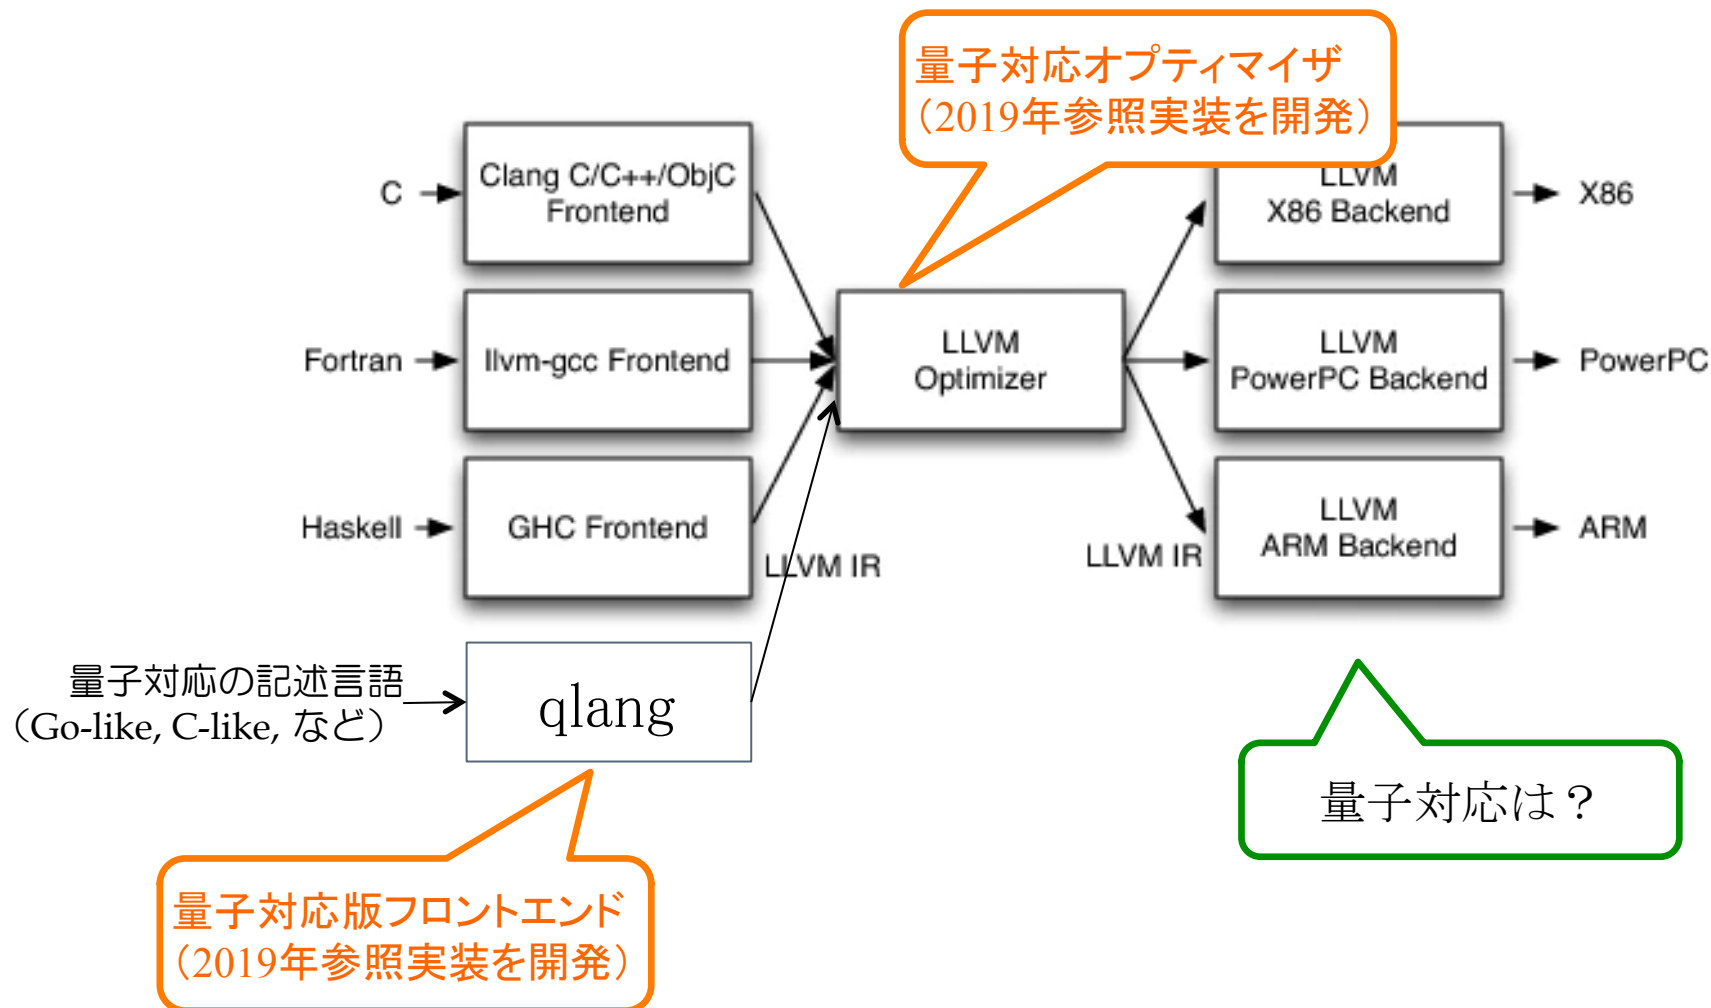 量子対応オプティマイザ
（2019年参照実装を開発）
C
Clang C/C++/ObjC
Frontend
LLVM
X86 Backend
X86
Fortran
llvm-gcc Frontend
LLVM
Optimizer
LLVM
PowerPC Backend
PowerPC
Haskell
GHC Frontend
LLVM IR
LLVM IR
LLVM
ARM Backend
ARM
量子対応の記述言語
（Go-like, C-like, など）
qlang
量子対応は？
量子対応版フロントエンド
（2019年参照実装を開発）